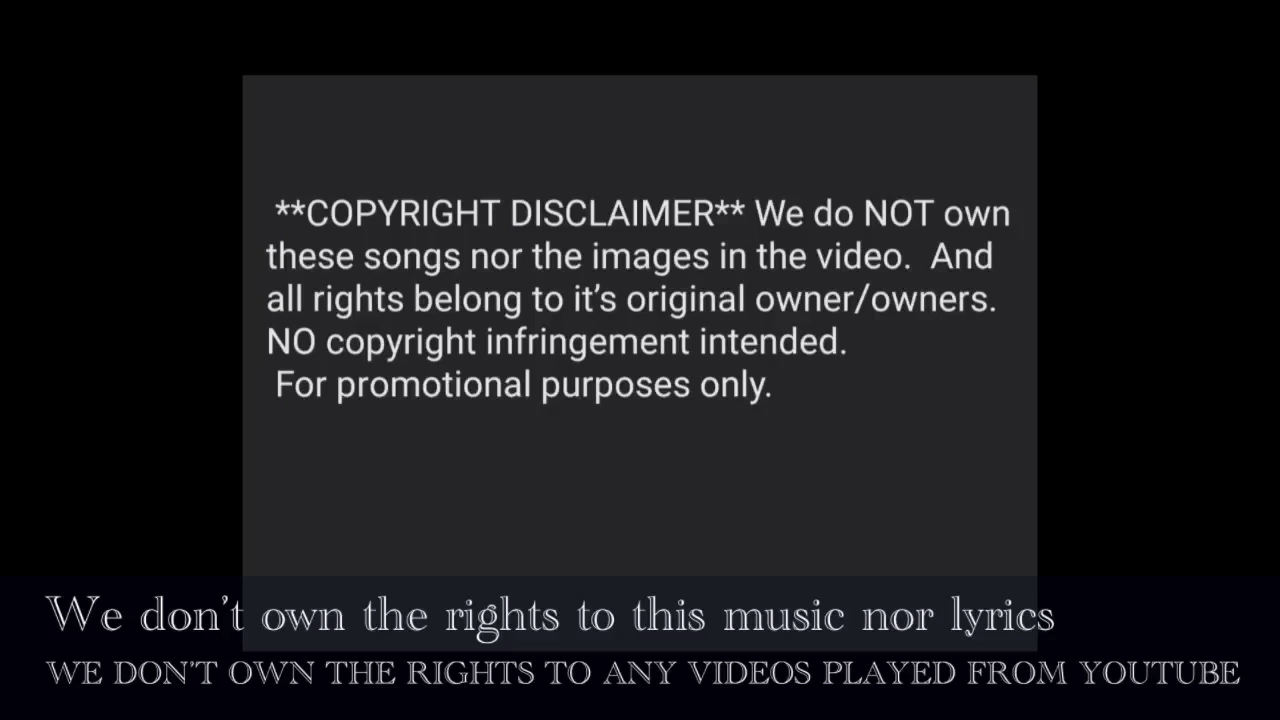 **COPYRIGHT DISCLAIMER** We do NOT own
these songs nor the images in the video.  And
all rights belong to it’s original owner/owners.
NO copyright infringement intended.
For promotional purposes only.
We don't own the rights to this music nor lyrics
WE DON'T OWN THE RIGHTS TO ANY VIDEOS PLAYED FROM YOUTUBE